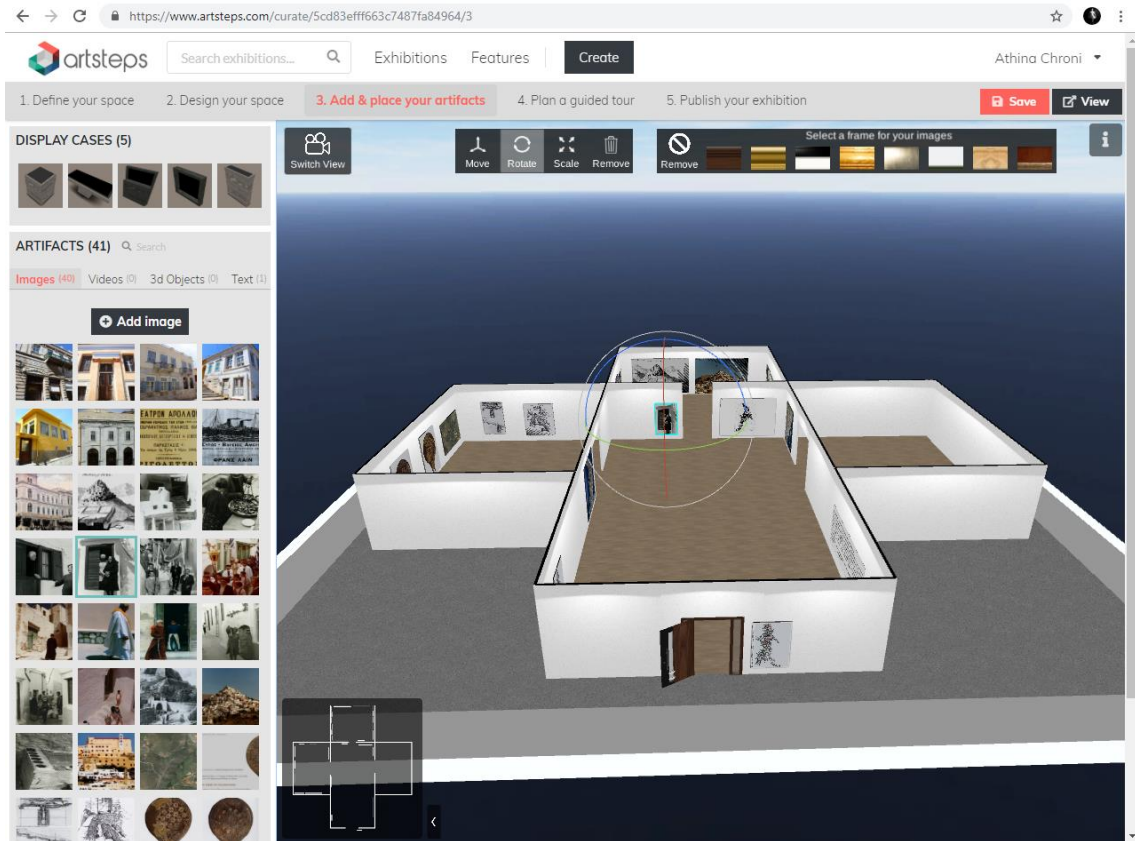 https://www.artsteps.com/curate/5cd83efff663c7487fa84964/3
artsteps
Search exhibitions...
Exhibitions
Features
Create
Athina Chroni
1. Define your space
2. Design your space
3. Add & place your artifacts
4. Plan a guided tour
5. Publish your exhibition
Save
View
DISPLAY CASES (5)
Switch View
Move
Rotate
Scale
Remove
Remove
Select a frame for your images
i
ARTIFACTS (41)
Search
Images (40)
Videos (0)
3d Objects (0)
Text (1)
Add image